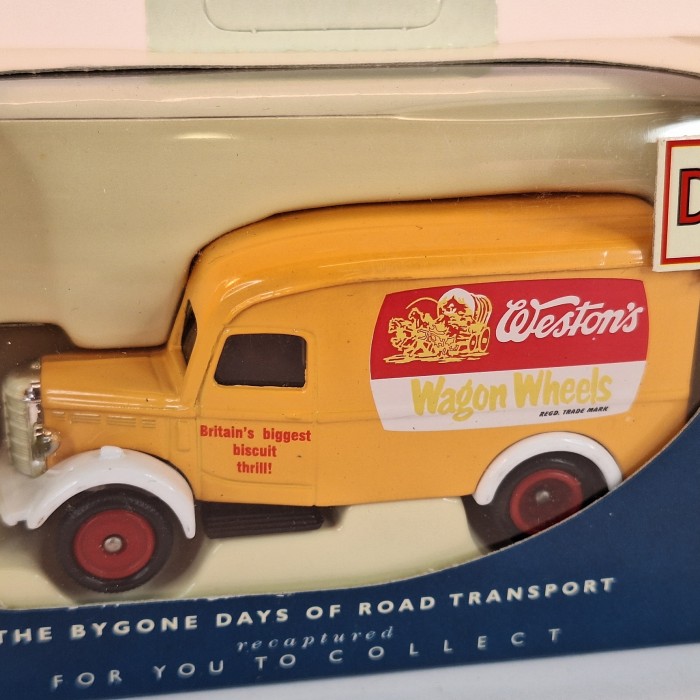 D
Weston's
Wagon Wheels
REGD. TRADE MARK
Britain's biggest
biscuit
thrill!
THE BYGONE DAYS OF ROAD TRANSPORT
recaptured
FOR YOU TO COLLECT